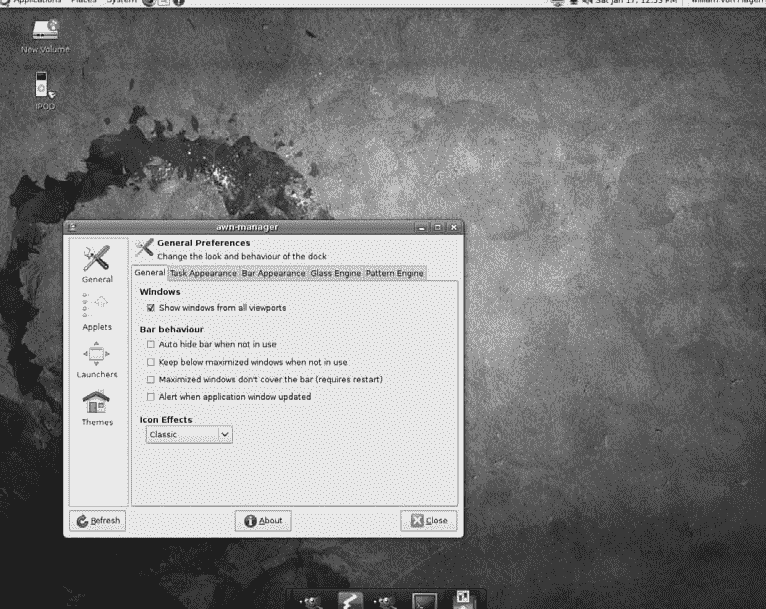 Applications Places System Sat Jan 17, 12:53 PM William von Hagen
New Volume
IPOD
awn-manager
General Preferences
Change the look and behaviour of the dock
General
Applets
Launchers
Themes
General Task Appearance Bar Appearance Glass Engine Pattern Engine
Windows
Show windows from all viewports
Bar behaviour
Auto hide bar when not in use
Keep below maximized windows when not in use
Maximized windows don't cover the bar (requires restart)
Alert when application window updated
Icon Effects
Classic
Refresh About Close